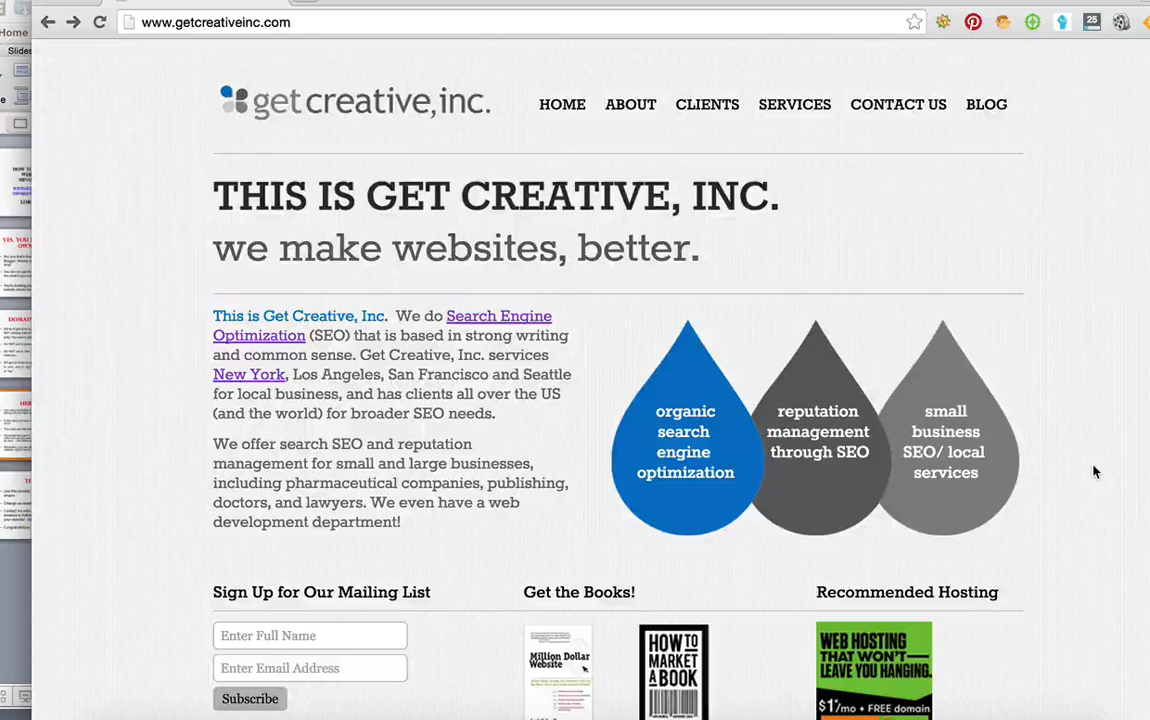 www.getcreativeinc.com
25
Home
Slides
get creative, inc.
HOME ABOUT CLIENTS SERVICES CONTACT US BLOG
THIS IS GET CREATIVE, INC.
we make websites, better.
This is Get Creative, Inc. We do Search Engine
Optimization (SEO) that is based in strong writing
and common sense. Get Creative, Inc. services
New York, Los Angeles, San Francisco and Seattle
for local business, and has clients all over the US
(and the world) for broader SEO needs.
We offer search SEO and reputation
management for small and large businesses,
including pharmaceutical companies, publishing,
doctors, and lawyers. We even have a web
development department!
organic
search
engine
optimization
reputation
management
through SEO
small
business
SEO/ local
services
Sign Up for Our Mailing List
Enter Full Name
Enter Email Address
Subscribe
Get the Books!
Million Dollar
Website
HOW TO
MARKET
A BOOK
Recommended Hosting
WEB HOSTING
THAT WON'T
LEAVE YOU HANGING.
$1/mo + FREE domain